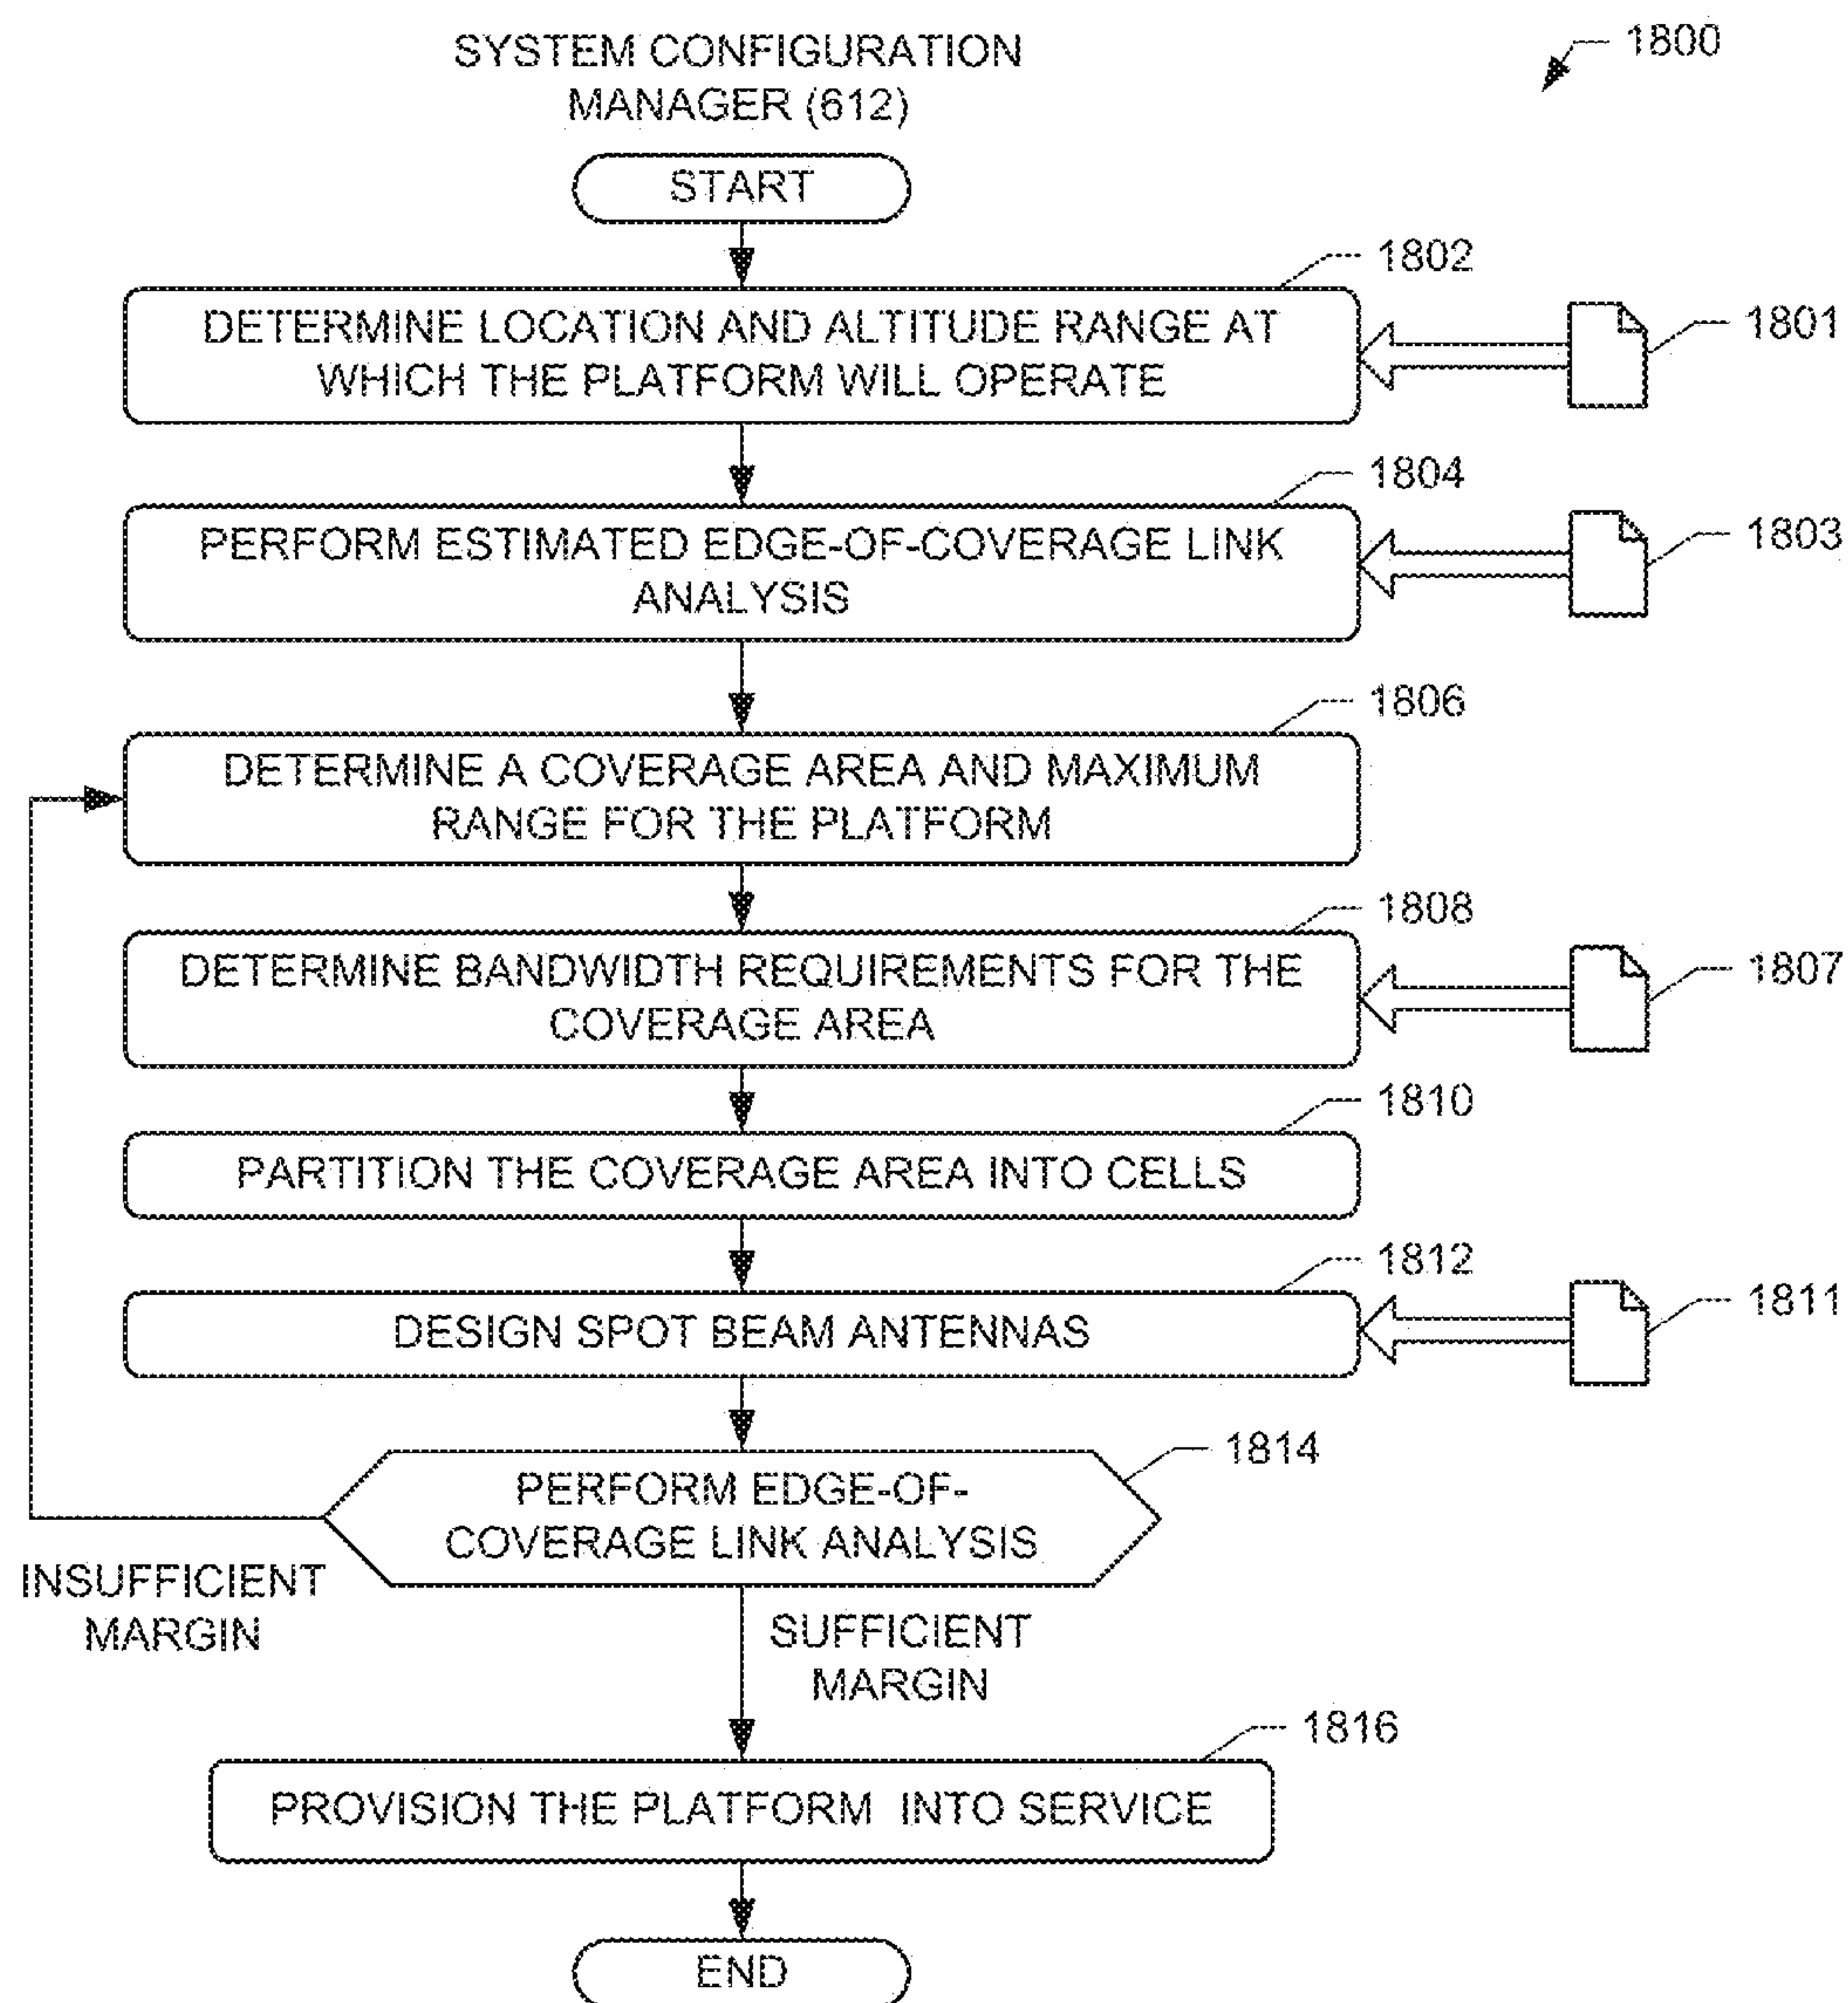 SYSTEM CONFIGURATION
MANAGER (612)
1800
START
1802
DETERMINE LOCATION AND ALTITUDE RANGE AT
WHICH THE PLATFORM WILL OPERATE
1801
1804
PERFORM ESTIMATED EDGE-OF-COVERAGE LINK
ANALYSIS
1803
1806
DETERMINE A COVERAGE AREA AND MAXIMUM
RANGE FOR THE PLATFORM
1808
DETERMINE BANDWIDTH REQUIREMENTS FOR THE
COVERAGE AREA
1807
1810
PARTITION THE COVERAGE AREA INTO CELLS
1812
DESIGN SPOT BEAM ANTENNAS
1811
1814
PERFORM EDGE-OF-
COVERAGE LINK ANALYSIS
INSUFFICIENT
MARGIN
SUFFICIENT
MARGIN
1816
PROVISION THE PLATFORM INTO SERVICE
END